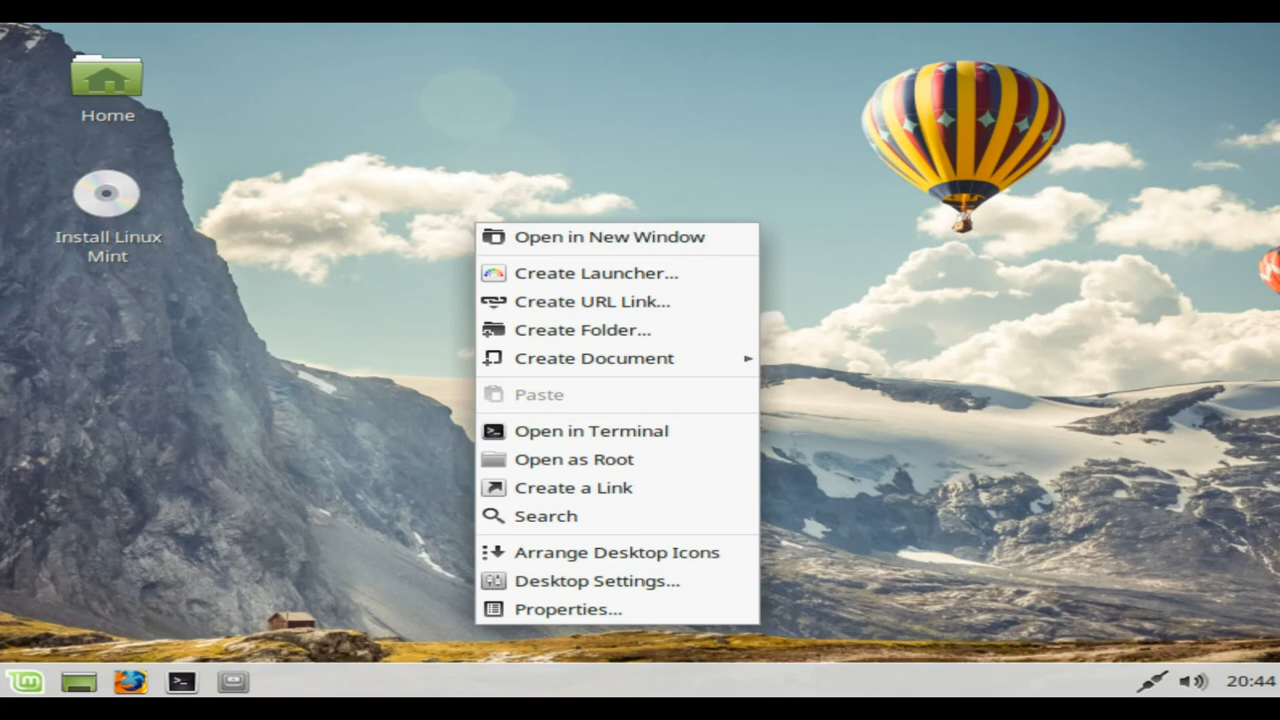 Home
Install Linux
Mint
Open in New Window
Create Launcher...
Create URL Link...
Create Folder...
Create Document
Paste
Open in Terminal
Open as Root
Create a Link
Search
Arrange Desktop Icons
Desktop Settings...
Properties...
20:44